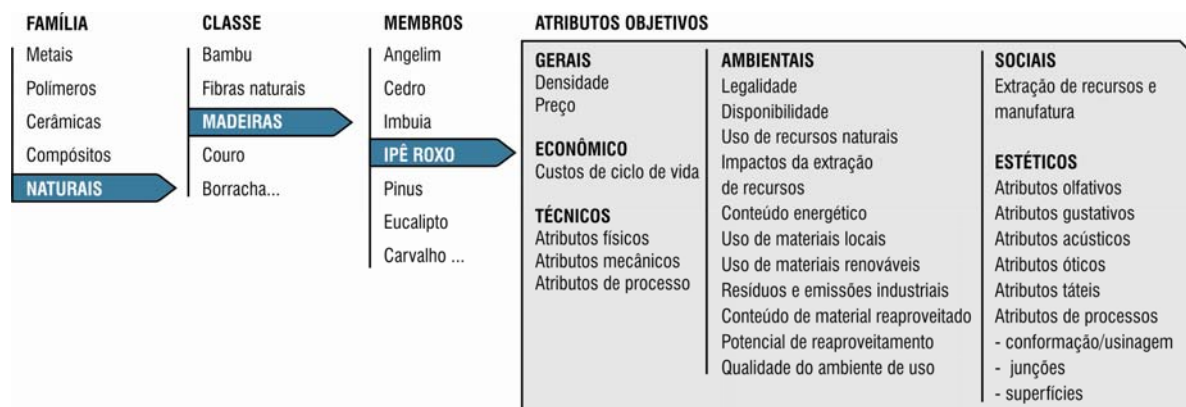 FAMÍLIA
Metais
Polímeros
Cerâmicas
Compósitos
NATURAIS
CLASSE
Bambu
Fibras naturais
MADEIRAS
Couro
Borracha...
MEMBROS
Angelim
Cedro
Imbuia
IPÊ ROXO
Pinus
Eucalipto
Carvalho ...
ATRIBUTOS OBJETIVOS
GERAIS
Densidade
Preço
ECONÔMICO
Custos de ciclo de vida
TÉCNICOS
Atributos físicos
Atributos mecânicos
Atributos de processo
AMBIENTAIS
Legalidade
Disponibilidade
Uso de recursos naturais
Impactos da extração
de recursos
Conteúdo energético
Uso de materiais locais
Uso de materiais renováveis
Resíduos e emissões industriais
Conteúdo de material reaproveitado
Potencial de reaproveitamento
Qualidade do ambiente de uso
SOCIAIS
Extração de recursos e
manufatura
ESTÉTICOS
Atributos olfativos
Atributos gustativos
Atributos acústicos
Atributos óticos
Atributos táteis
Atributos de processos
- conformação/usinagem
- junções
- superfícies